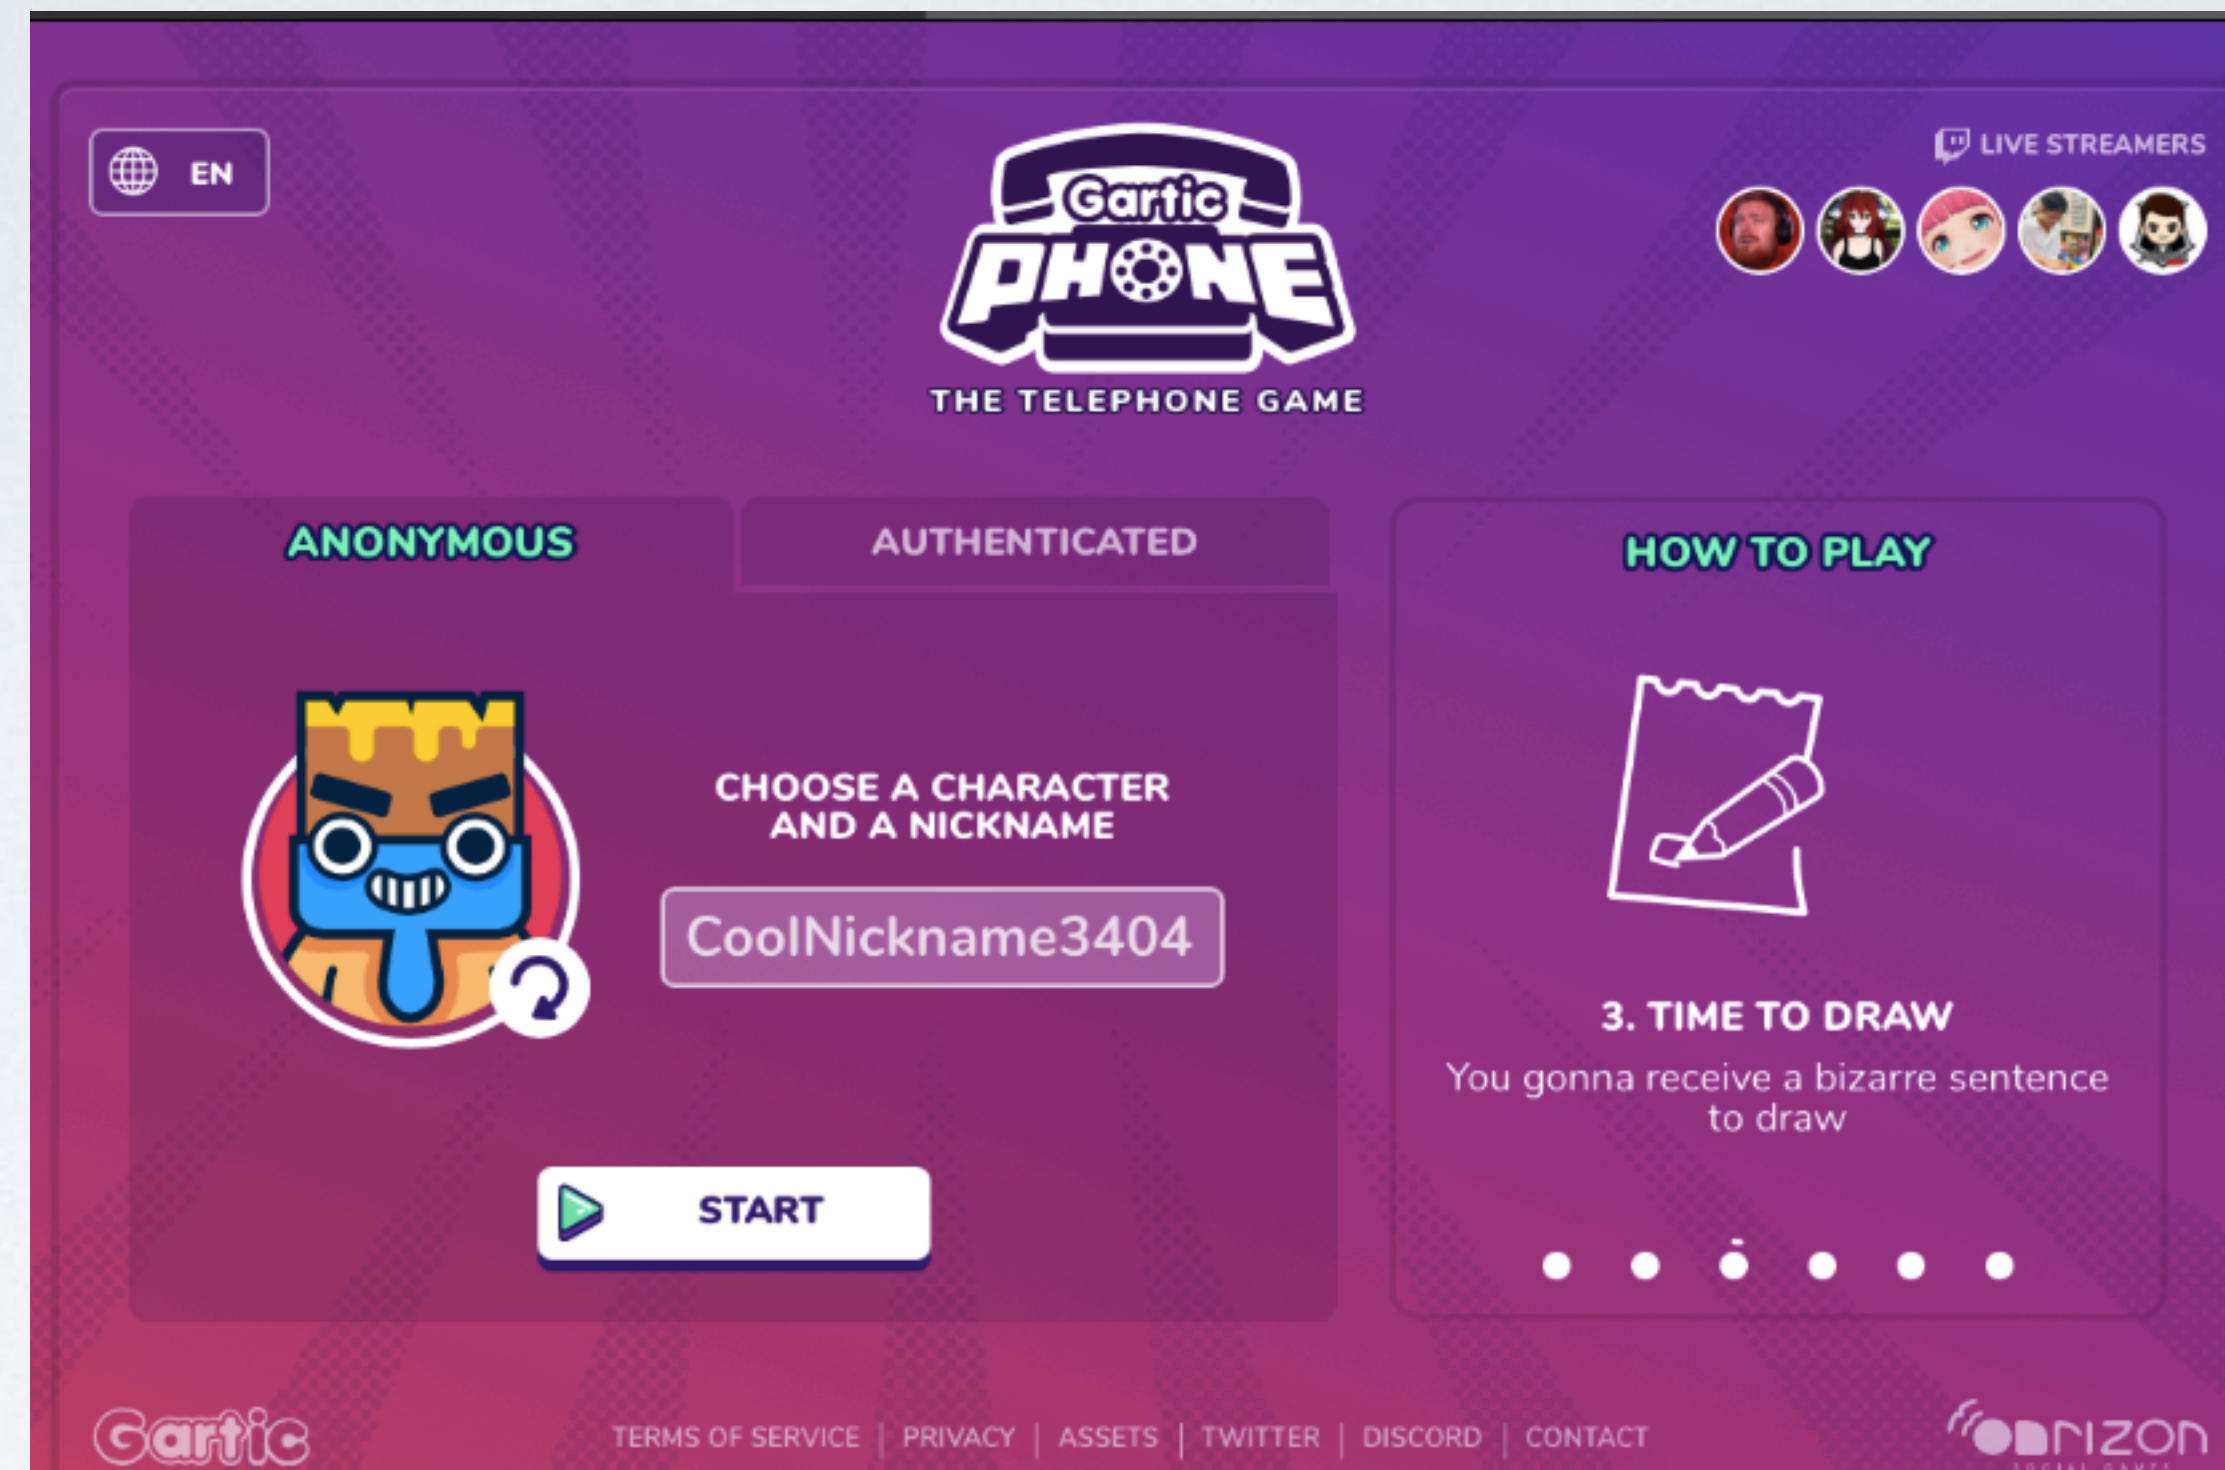 EN
Gartic
PHONE
THE TELEPHONE GAME
LIVE STREAMERS
ANONYMOUS
AUTHENTICATED
CHOOSE A CHARACTER
AND A NICKNAME
CoolNickname3404
START
HOW TO PLAY
3. TIME TO DRAW
You gonna receive a bizarre sentence
to draw
Gartic
TERMS OF SERVICE | PRIVACY | ASSETS | TWITTER | DISCORD | CONTACT
onrizon
SOCIAL GAMES